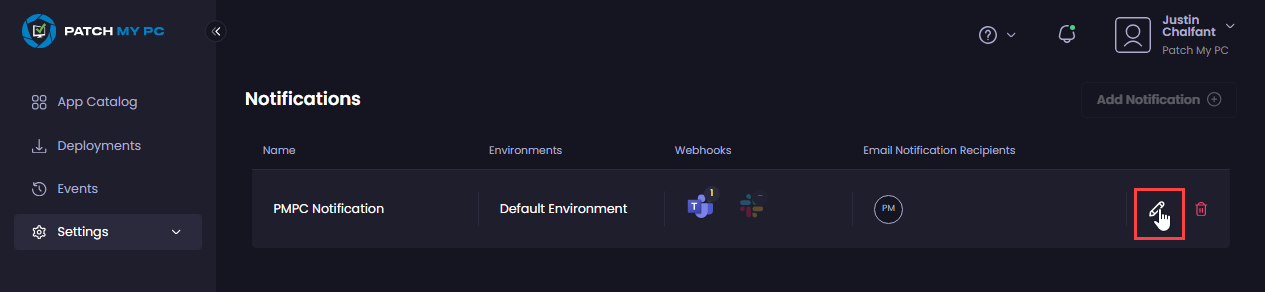 PATCH MY PC
Justin
Chalfant
Patch My PC
App Catalog
Deployments
Events
Settings
Notifications
Add Notification
Name
Environments
Webhooks
Email Notification Recipients
PMPC Notification
Default Environment
1
PM